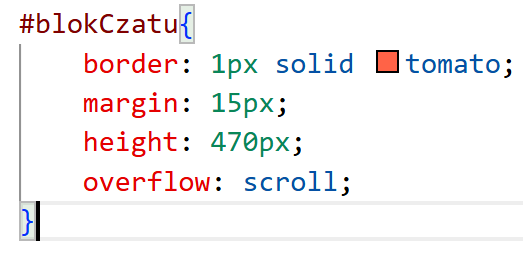 #blokCzatu{
    border: 1px solid tomato;
    margin: 15px;
    height: 470px;
    overflow: scroll;
}